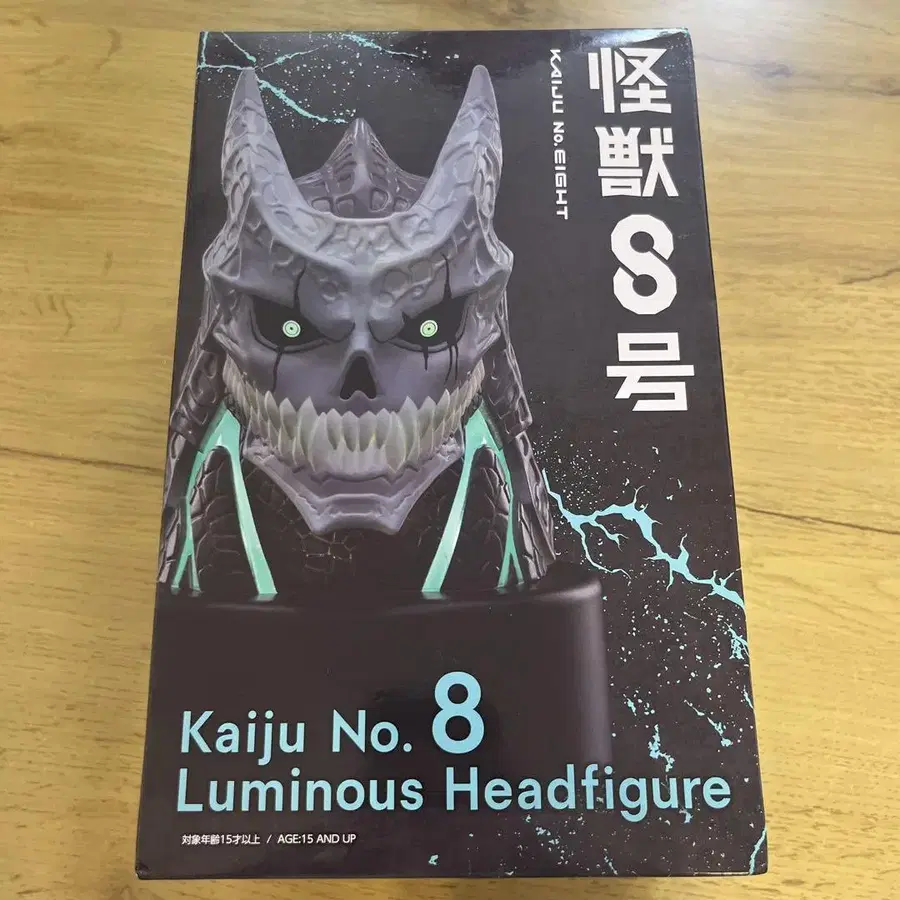 怪獣8号
KAIJU No.EIGHT
Kaiju No. 8
Luminous Headfigure
対象年齢15才以上 / AGE:15 AND UP